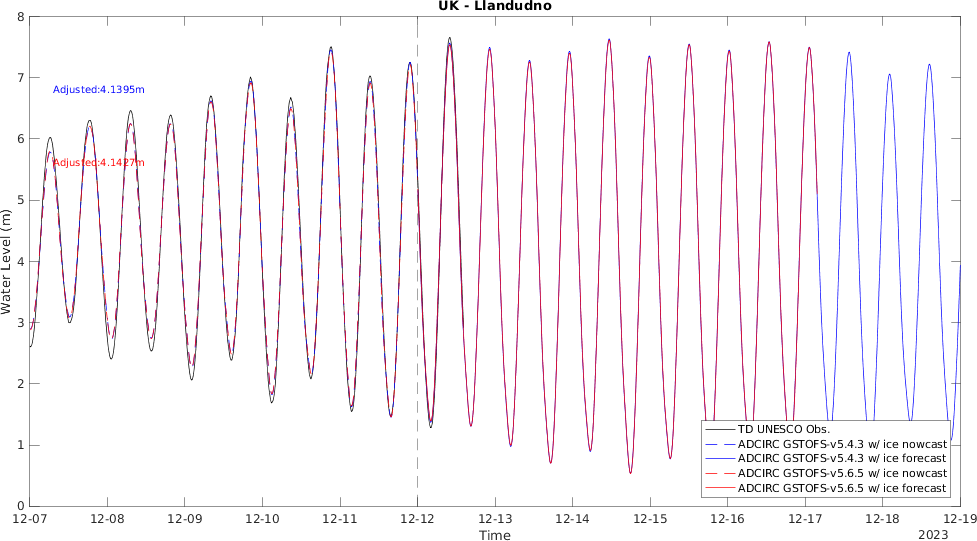 UK - Llandudno
8
7
6
5
4
3
2
1
0
Water Level (m)
Adjusted:4.1395m
Adjusted:4.1427m
TD UNESCO Obs.
ADCIRC GSTOFS-v5.4.3 w/ ice nowcast
ADCIRC GSTOFS-v5.4.3 w/ ice forecast
ADCIRC GSTOFS-v5.6.5 w/ ice nowcast
ADCIRC GSTOFS-v5.6.5 w/ ice forecast
12-07 12-08 12-09 12-10 12-11 12-12 12-13 12-14 12-15 12-16 12-17 12-18 12-19
Time
2023